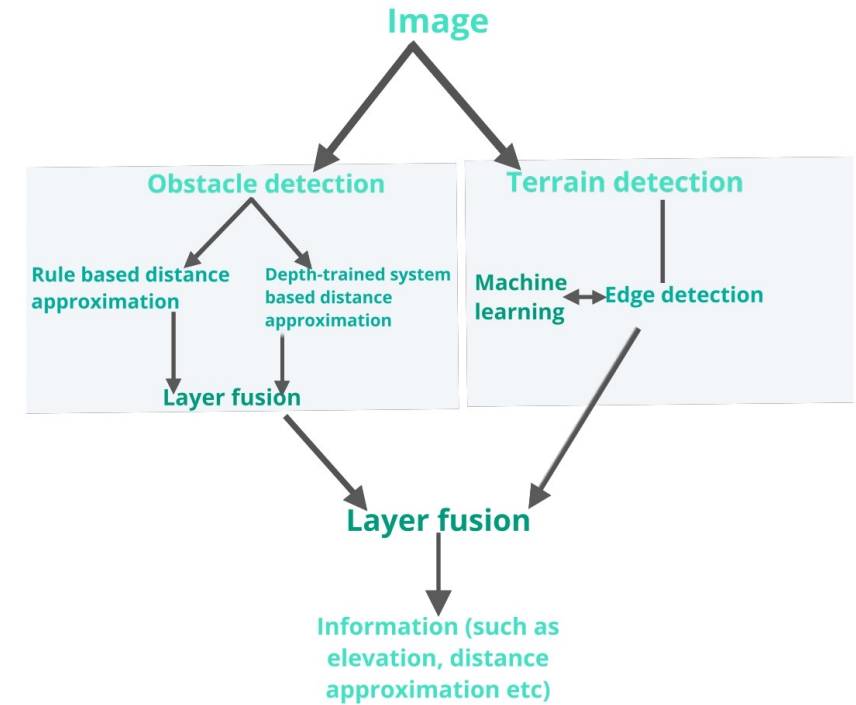 Image
Obstacle detection
Terrain detection
Rule based distance
approximation
Depth-trained system
based distance
approximation
Machine
learning
Edge detection
Layer fusion
Layer fusion
Information (such as
elevation, distance
approximation etc)